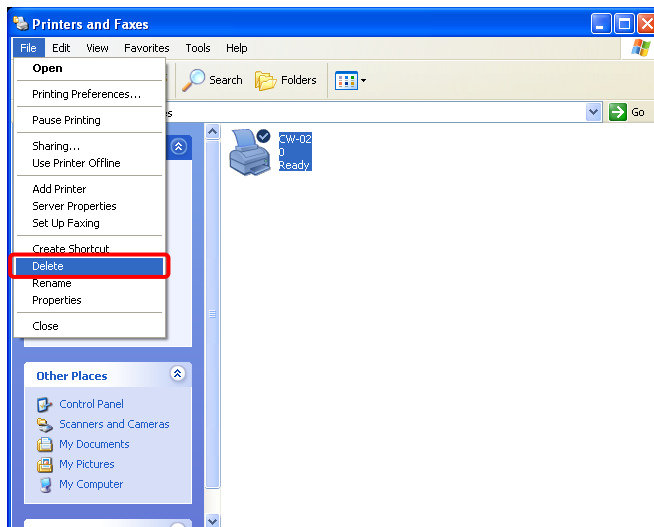 Printers and Faxes
File Edit View Favorites Tools Help
Open
Printing Preferences...
Pause Printing
Sharing...
Use Printer Offline
Add Printer
Server Properties
Set Up Faxing
Create Shortcut
Delete
Rename
Properties
Close
Search Folders
Go
CW-02
0
Ready
Other Places
Control Panel
Scanners and Cameras
My Documents
My Pictures
My Computer